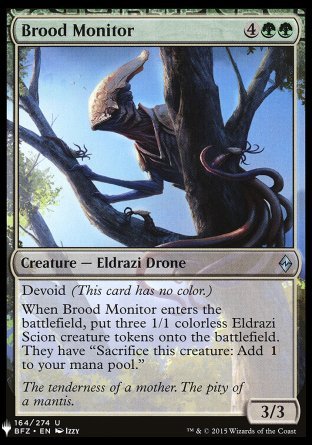 Brood Monitor 4
Creature — Eldrazi Drone
Devoid (This card has no color.)
When Brood Monitor enters the
battlefield, put three 1/1 colorless Eldrazi
Scion creature tokens onto the battlefield.
They have “Sacrifice this creature: Add 1
to your mana pool.”
The tenderness of a mother. The pity of
a mantis.
3/3
164/274 U
BFZ • EN Izzy
™ & © 2015 Wizards of the Coast